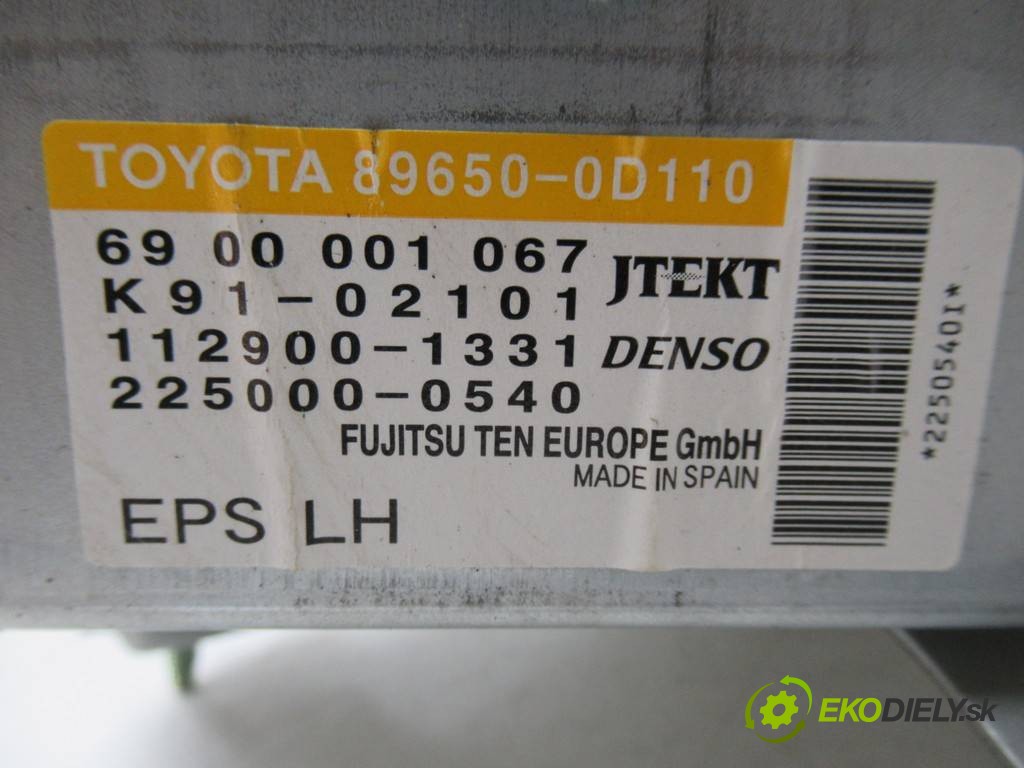 TOYOTA 89650-0D110
69 00 001 067
K91-02101 JTEKT
112900-1331 DENSO
225000-0540
FUJITSU TEN EUROPE GmbH
MADE IN SPAIN
EPS LH
*2250540I*
EKODIELY.sk